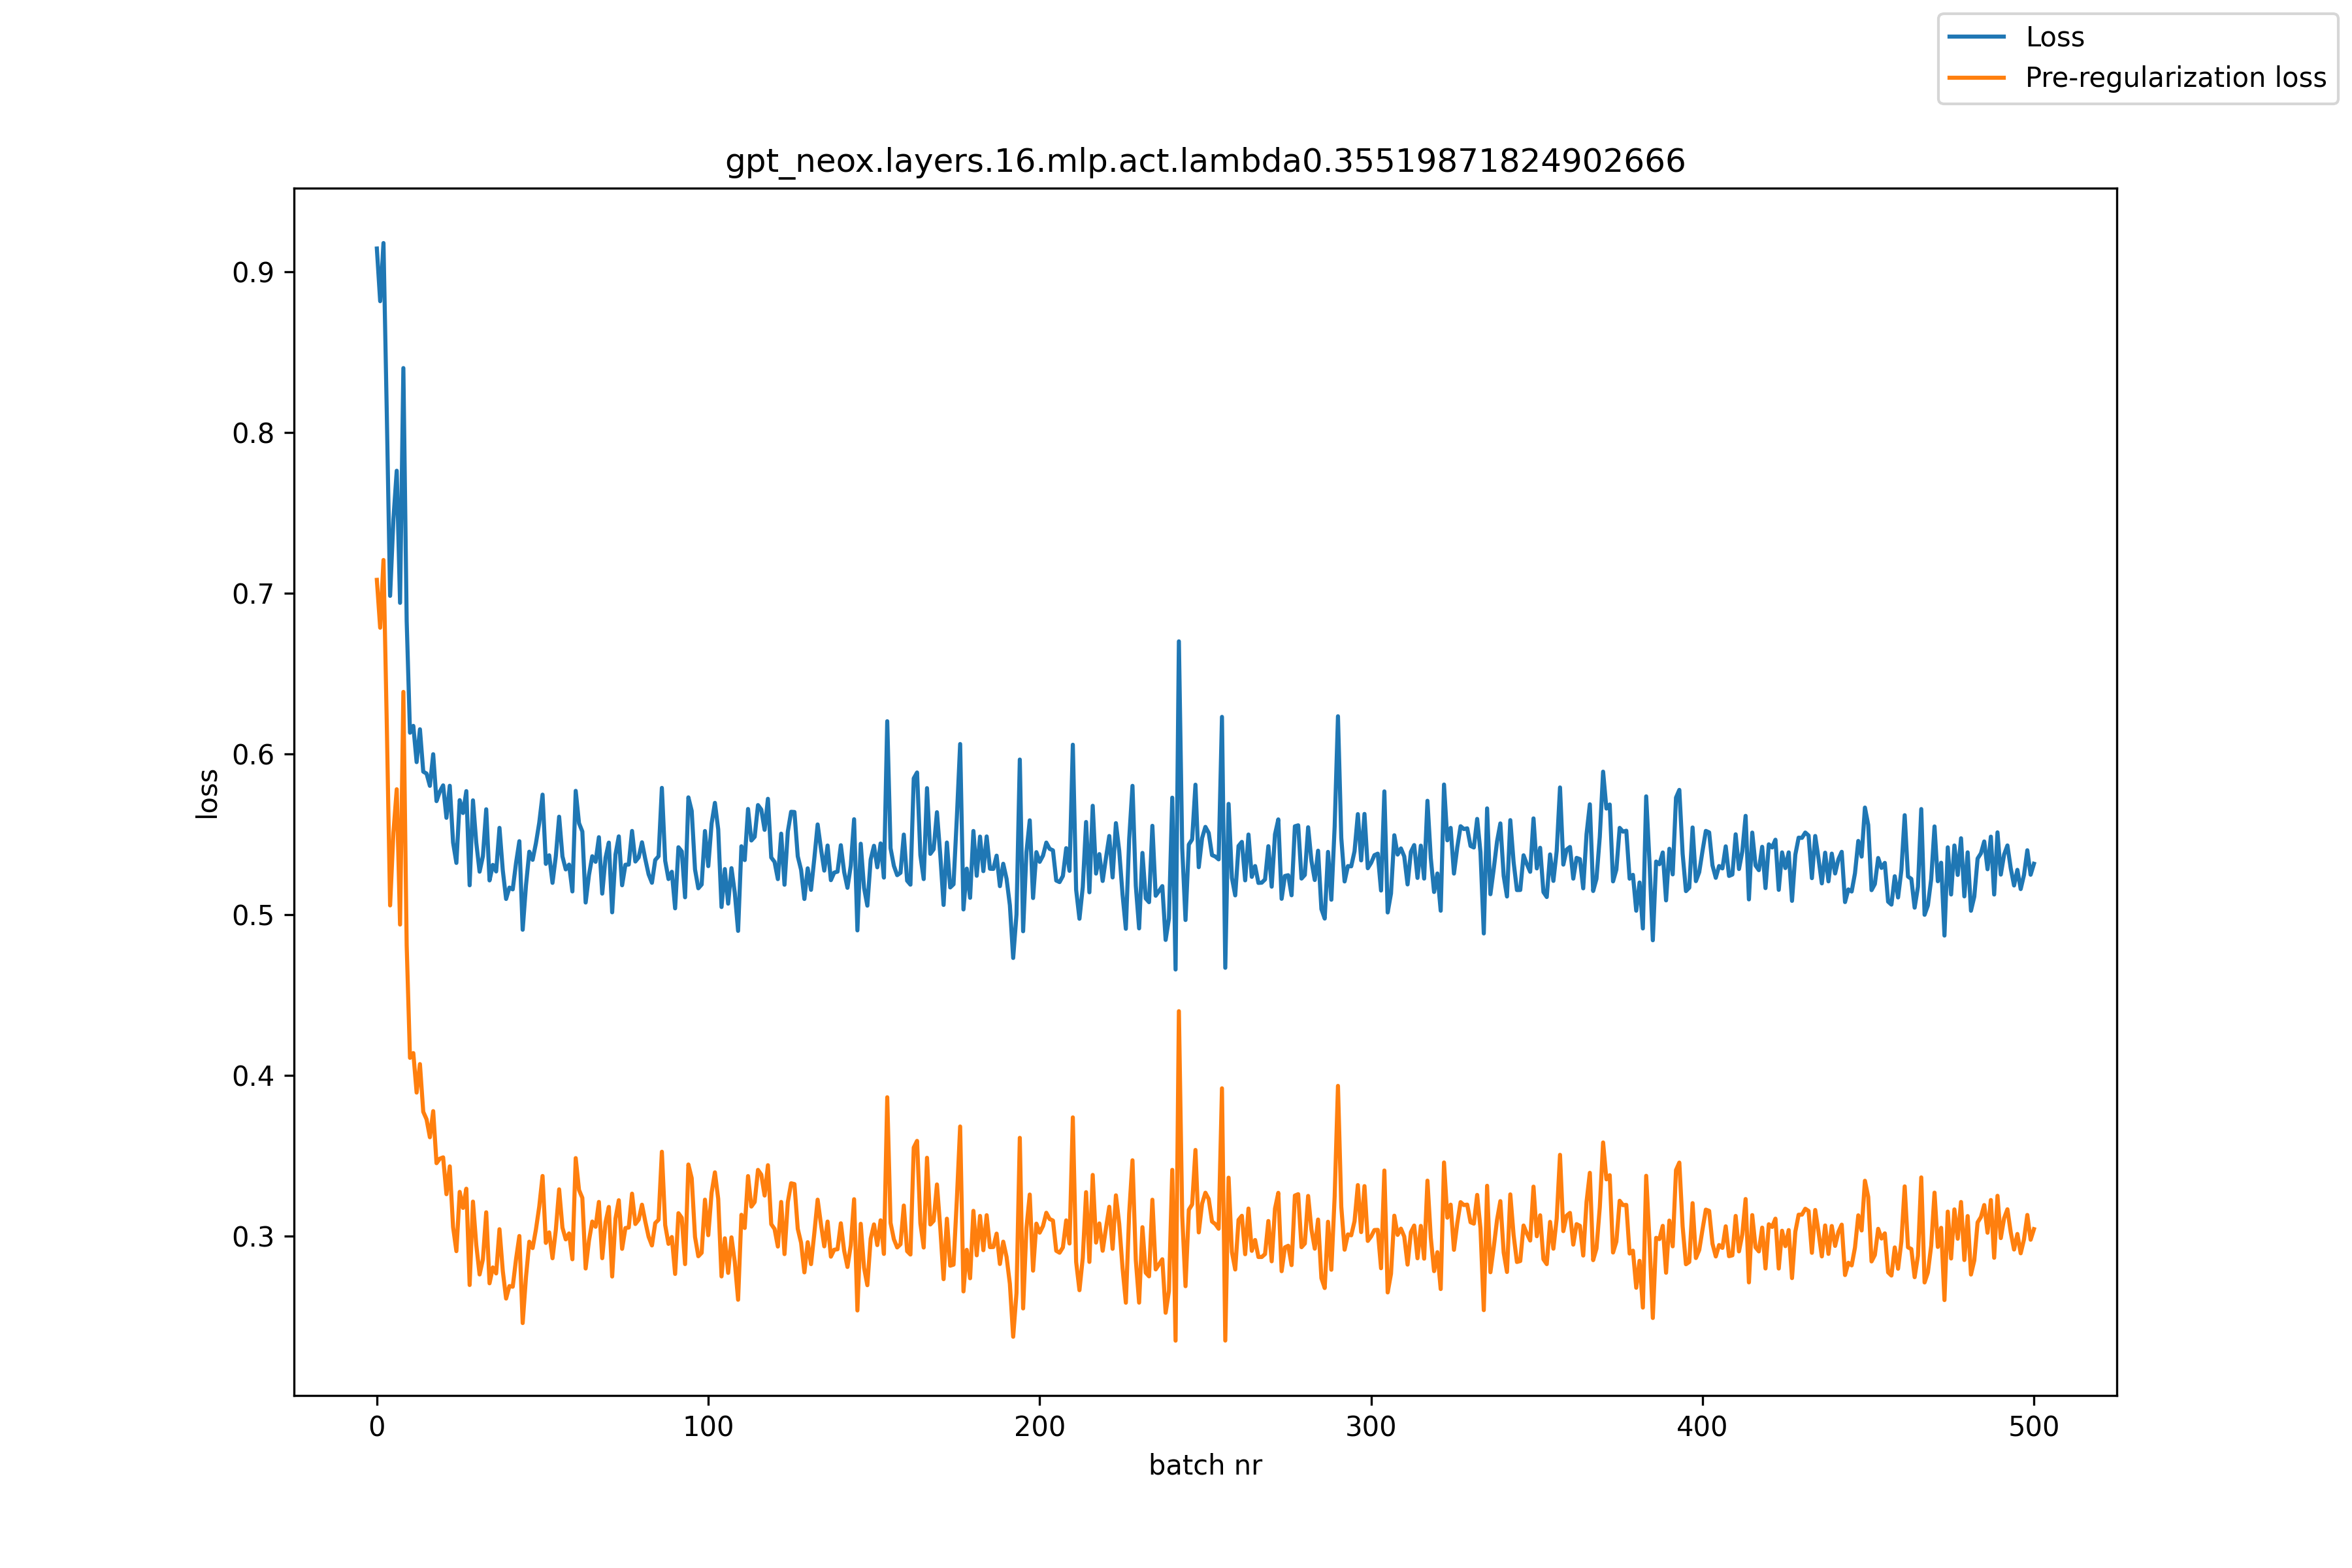 Loss
Pre-regularization loss
gpt_neox.layers.16.mlp.act.lambda0.35519871824902666
0.9
0.8
0.7
0.6
0.5
0.4
0.3
loss
0 100 200 300 400 500
batch nr